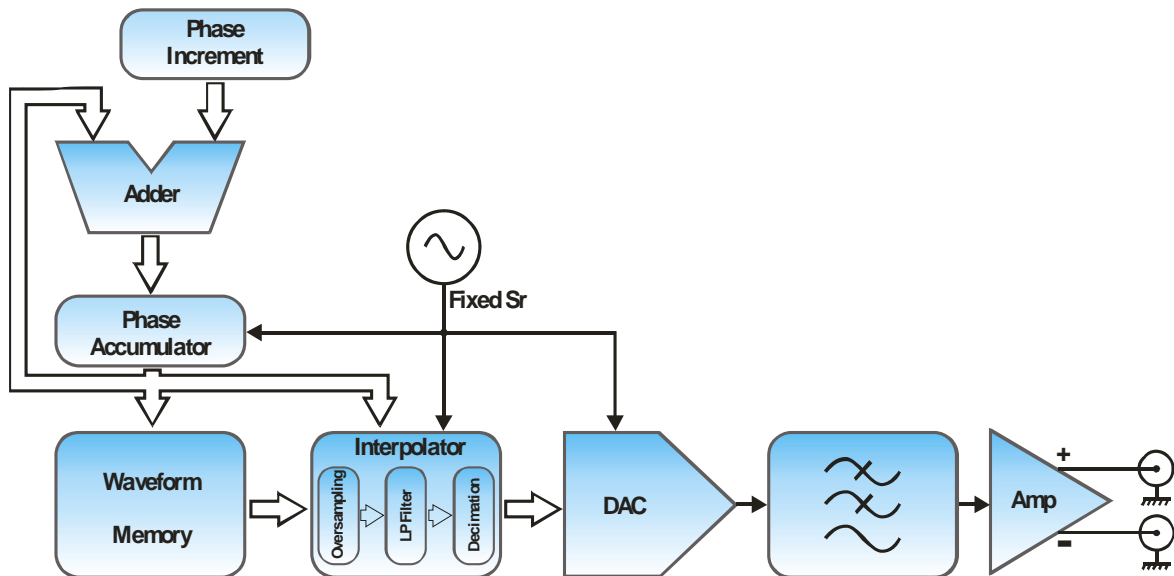 Phase
Increment
Adder
Fixed Sr
Phase
Accumulator
Waveform
Memory
Interpolator
Oversampling
LP Filter
Decimation
DAC
Amp
+
-